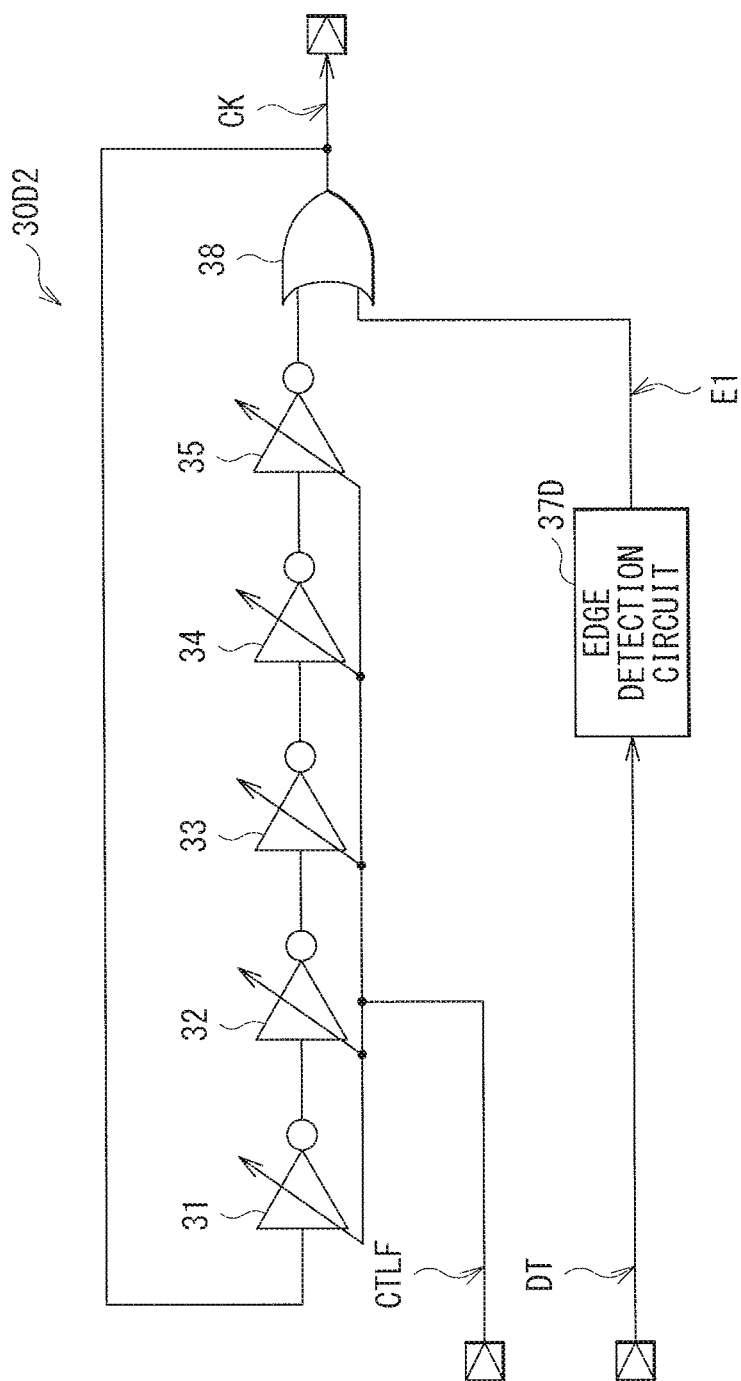 30D2
31
32
33
34
35
38
CK
CTLF
DT
37D
EDGE
DETECTION
CIRCUIT
E1